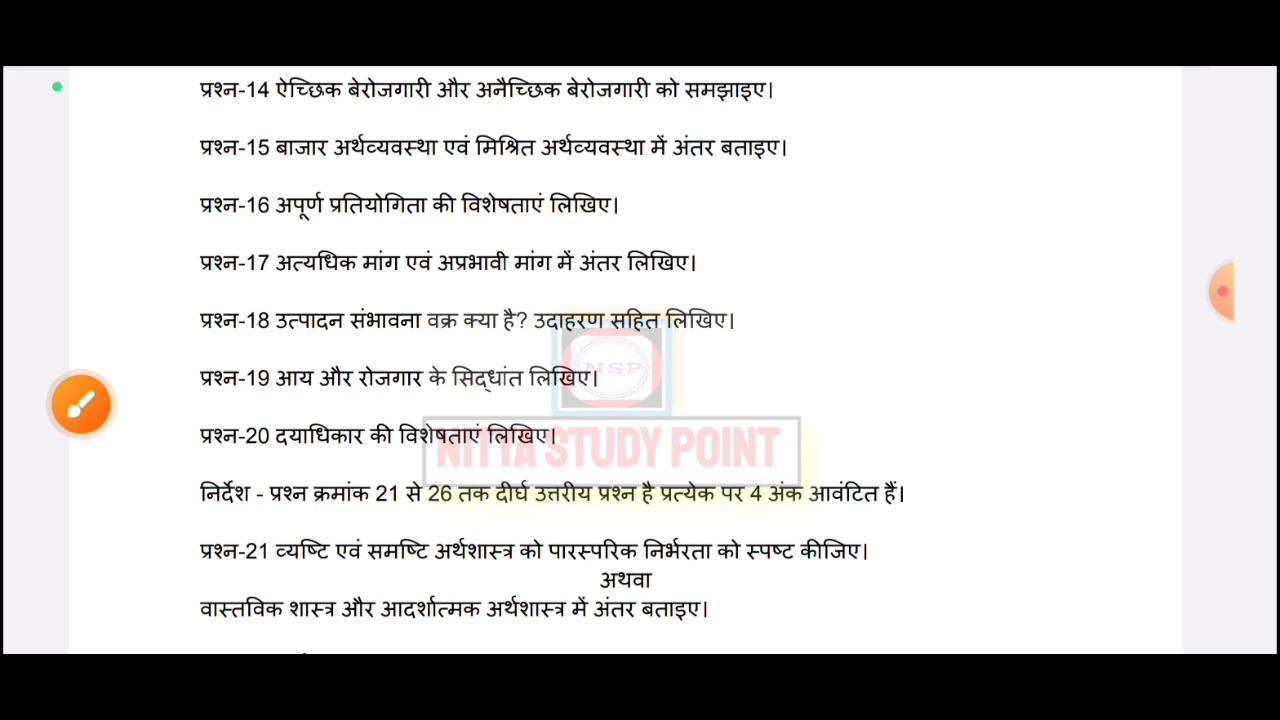 प्रश्न-14 ऐच्छिक बेरोजगारी और अनैच्छिक बेरोजगारी को समझाइए।
प्रश्न-15 बाजार अर्थव्यवस्था एवं मिश्रित अर्थव्यवस्था में अंतर बताइए।
प्रश्न-16 अपूर्ण प्रतियोगिता की विशेषताएं लिखिए।
प्रश्न-17 अत्यधिक मांग एवं अप्रभावी मांग में अंतर लिखिए।
प्रश्न-18 उत्पादन संभावना वक्र क्या है? उदाहरण सहित लिखिए।
NSP
प्रश्न-19 आय और रोजगार के सिद्धांत लिखिए।
प्रश्न-20 दयाधिकार की विशेषताएं लिखिए।
NITYA STUDY POINT
निर्देश - प्रश्न क्रमांक 21 से 26 तक दीर्घ उत्तरीय प्रश्न है प्रत्येक पर 4 अंक आवंटित हैं।
प्रश्न-21 व्यष्टि एवं समष्टि अर्थशास्त्र को पारस्परिक निर्भरता को स्पष्ट कीजिए।
अथवा
वास्तविक शास्त्र और आदर्शात्मक अर्थशास्त्र में अंतर बताइए।